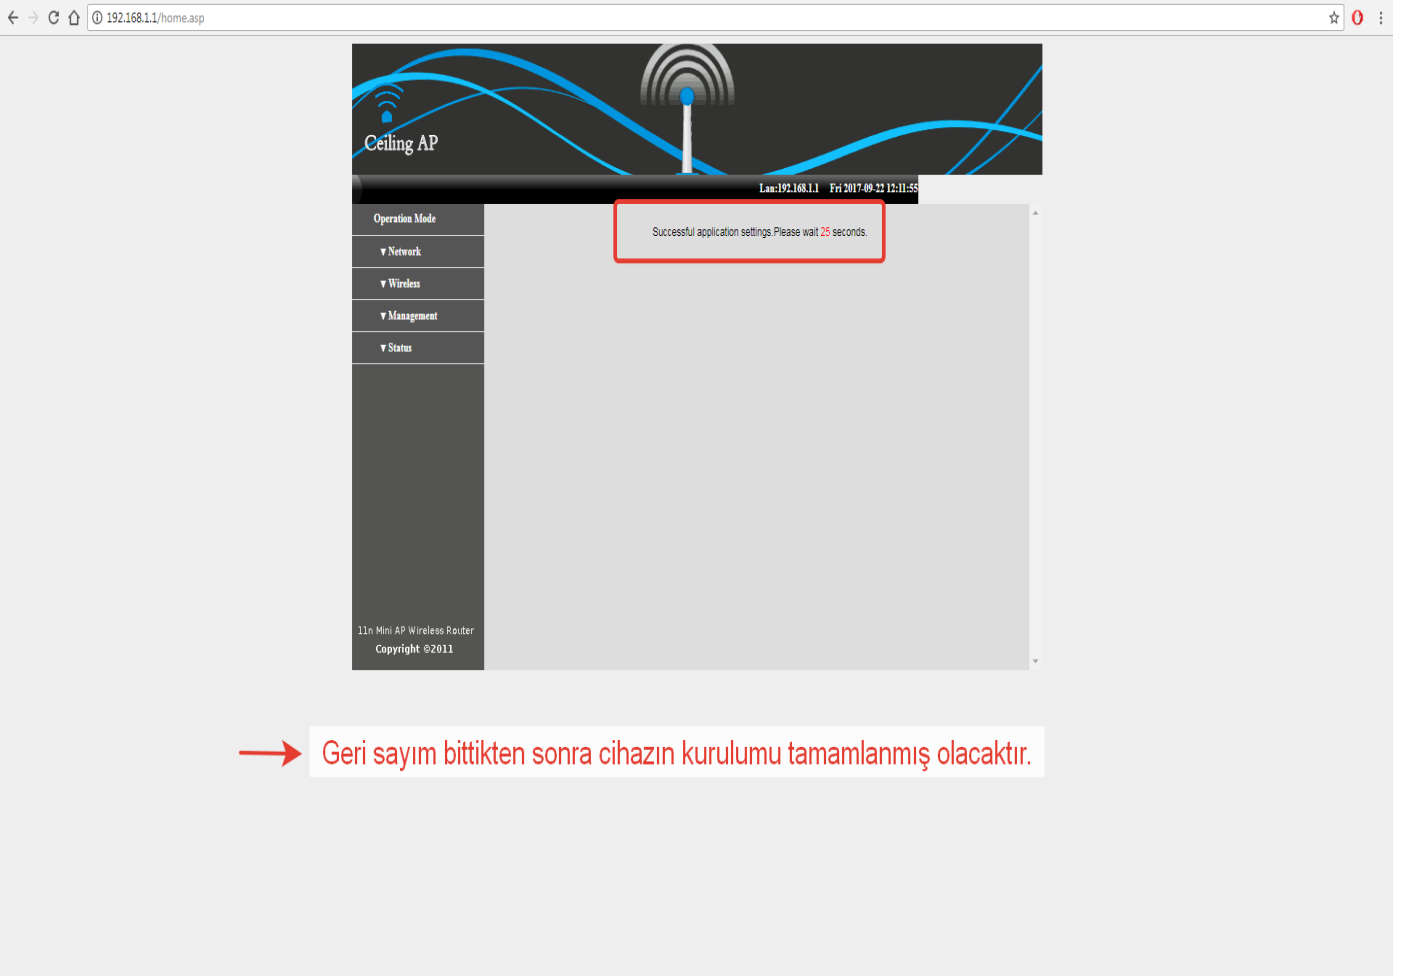 192.168.1.1/home.asp
Ceiling AP
Lan:192.168.1.1 Fri 2017-09-22 12:11:55
Operation Mode
▼ Network
▼ Wireless
▼ Management
▼ Status
Successful application settings.Please wait 25 seconds.
11n Mini AP Wireless Router
Copyright ©2011
Geri sayım bittikten sonra cihazın kurulumu tamamlanmış olacaktır.